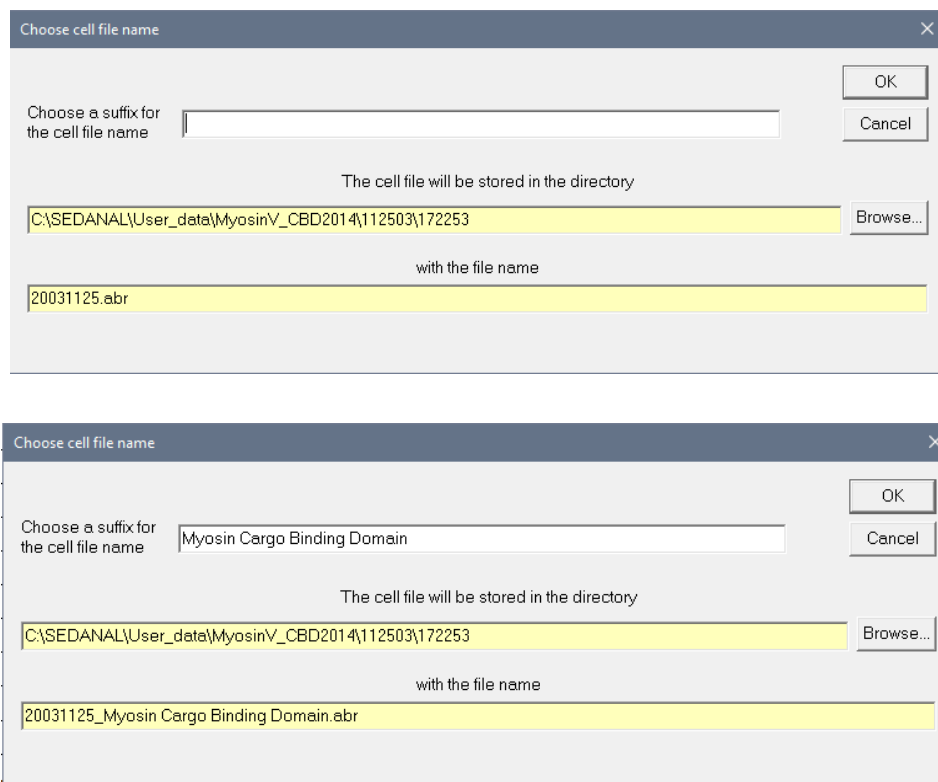 Choose cell file name
OK
Choose a suffix for
the cell file name
Cancel
The cell file will be stored in the directory
C:\SEDANAL\User_data\MyosinV_CBD2014\112503\172253
Browse...
with the file name
20031125.abr
Choose cell file name
OK
Choose a suffix for
the cell file name
Myosin Cargo Binding Domain
Cancel
The cell file will be stored in the directory
C:\SEDANAL\User_data\MyosinV_CBD2014\112503\172253
Browse...
with the file name
20031125_Myosin Cargo Binding Domain.abr